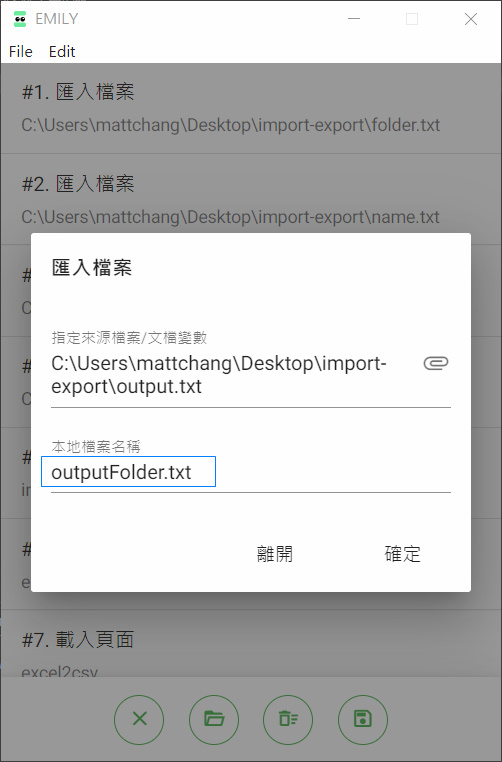 EMILY
File Edit
#1. 匯入檔案
C:\Users\mattchang\Desktop\import-export\folder.txt
#2. 匯入檔案
C:\Users\mattchang\Desktop\import-export\name.txt
匯入檔案
指定來源檔案/文檔變數
C:\Users\mattchang\Desktop\import-
export\output.txt
本地檔案名稱
outputFolder.txt
離開 確定
#7. 載入頁面
excel2csv